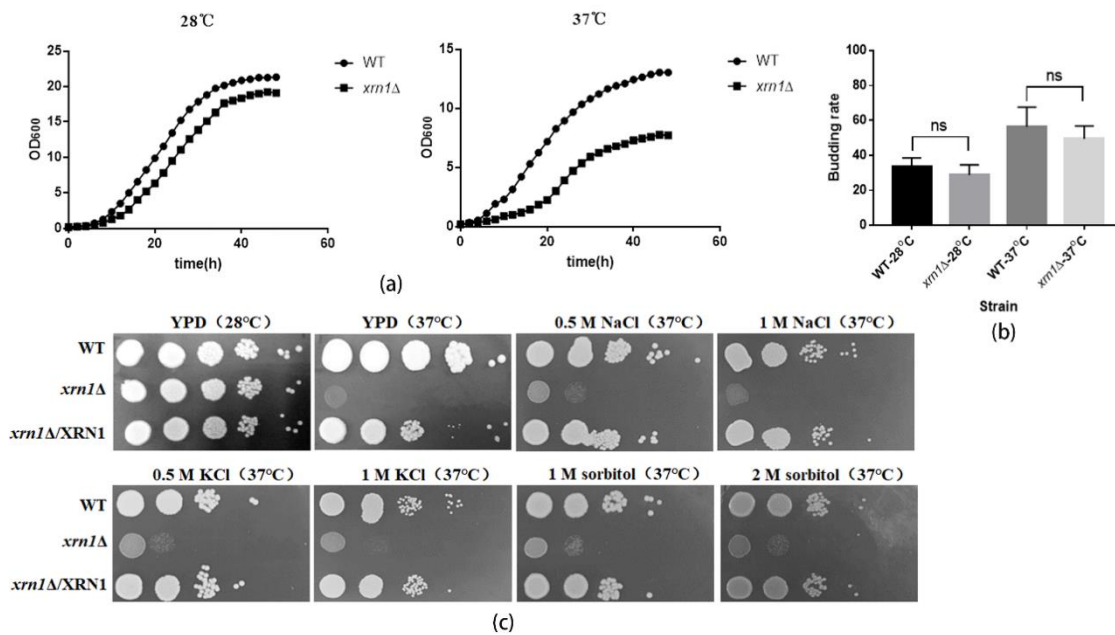 28℃
25
20
15
10
5
0
OD600
0 20 40 60
time(h)
WT
xrn1Δ
37℃
15
10
5
0
OD600
0 20 40 60
time(h)
WT
xrn1Δ
(a)
100
80
60
40
20
0
Budding rate
ns
ns
WT-28°C
xrn1Δ-28°C
WT-37°C
xrn1Δ-37°C
Strain
(b)
YPD（28°C） YPD（37°C） 0.5 M NaCl（37°C） 1 M NaCl（37°C）
WT
xrn1Δ
xrn1Δ/XRN1
0.5 M KCl（37°C） 1 M KCl（37°C） 1 M sorbitol（37°C） 2 M sorbitol（37°C）
WT
xrn1Δ
xrn1Δ/XRN1
(c)